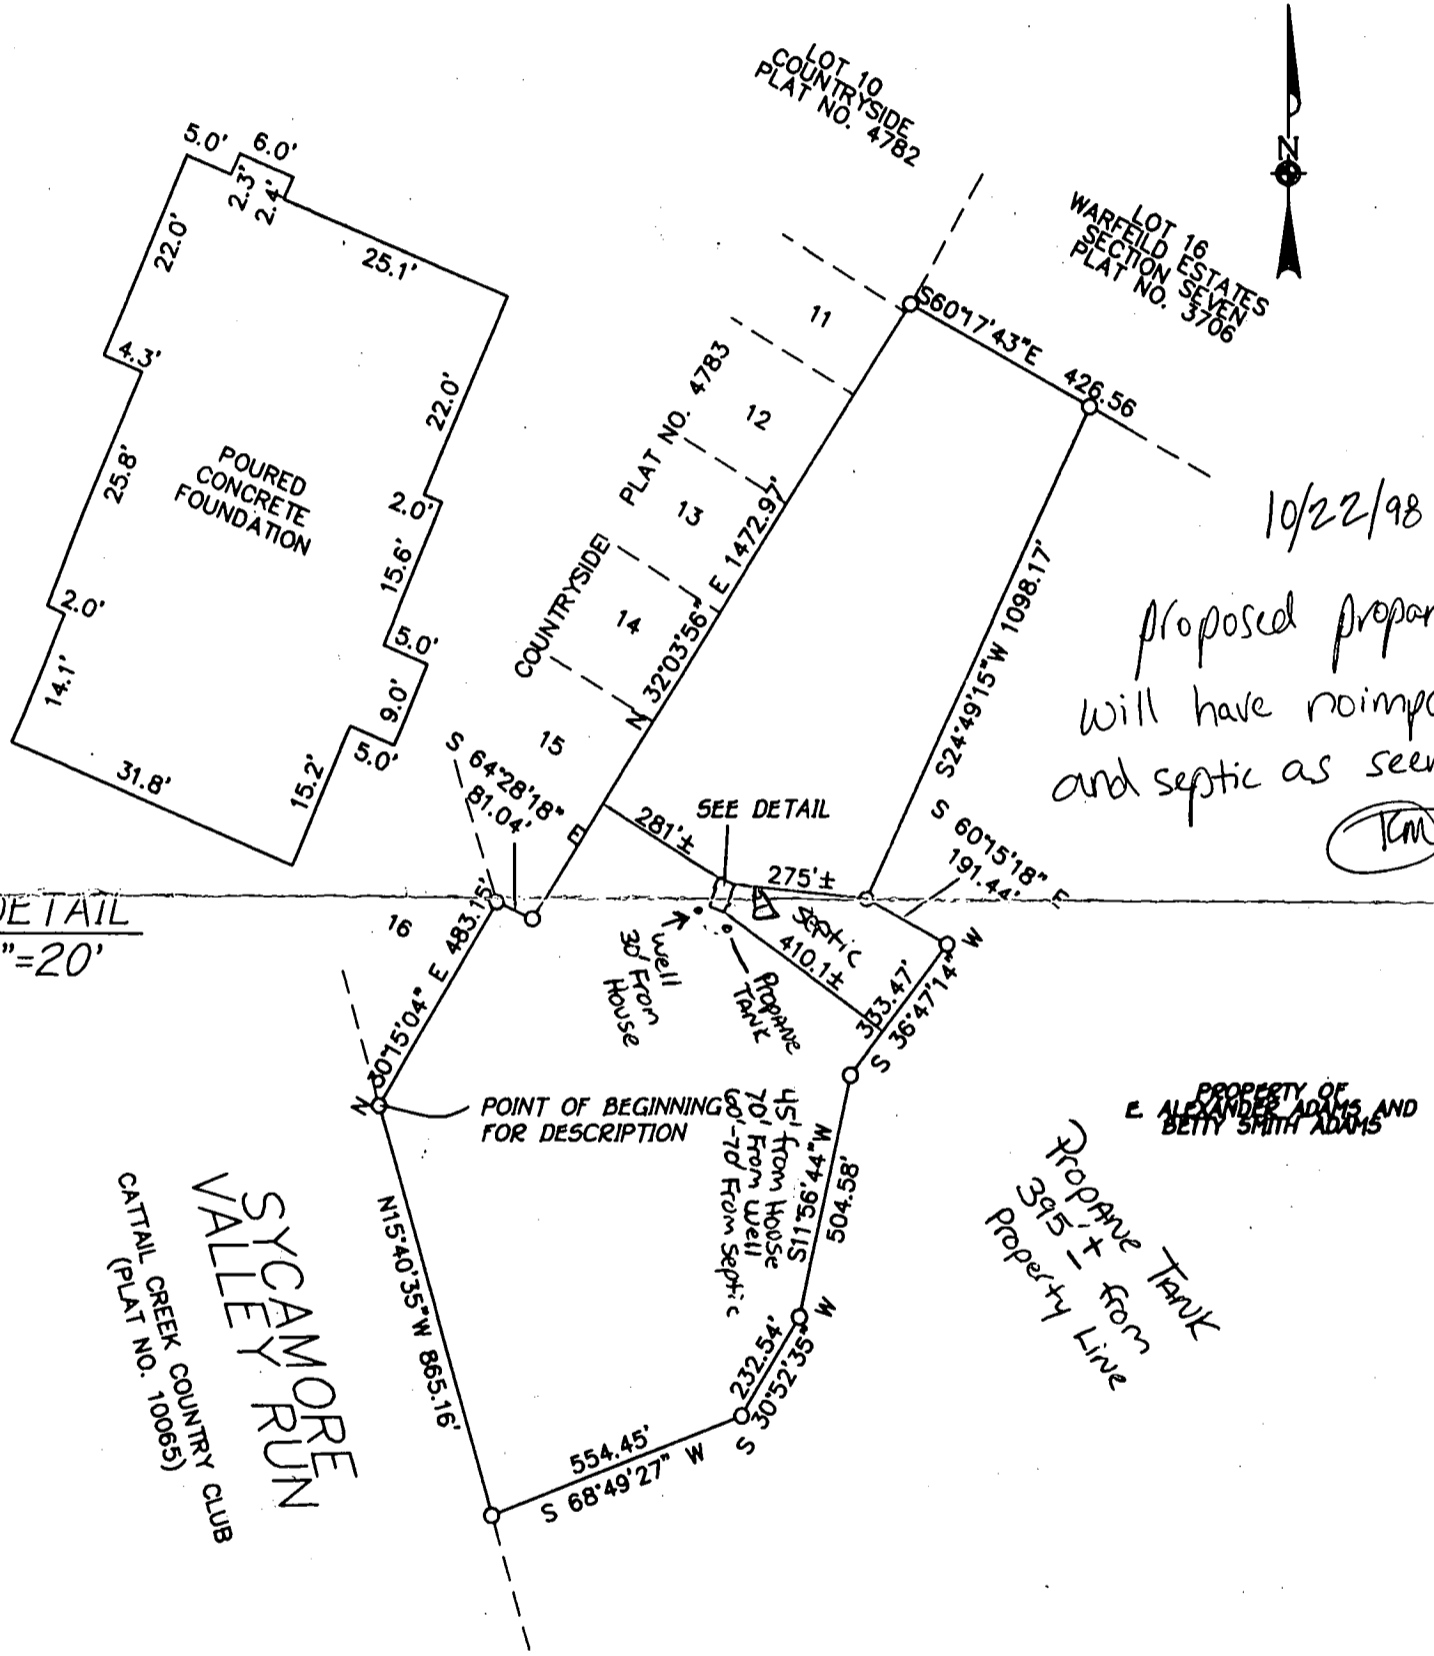 LOT 10
COUNTRYSIDE
PLAT NO. 4782
N
LOT 16
WARFEILD ESTATES
SECTION SEVEN
PLAT NO. 3706
5.0'
6.0'
2.3'
2.4'
22.0'
25.1'
4.3'
22.0'
25.8'
POURED
CONCRETE
FOUNDATION
2.0'
15.6'
2.0'
5.0'
14.1'
9.0'
5.0'
31.8'
15.2'
DETAIL
"=20'
11
12
13
14
15
16
COUNTRYSIDE
PLAT NO. 4783
S60°17'43"E 426.56
N 32°03'56" E 1472.97'
S24°49'15"W 1098.17'
10/22/98
proposed
will have
and septic as
S 64°28'18" E
81.04'
281'±
SEE DETAIL
275'±
S 60°15'18" E
191.44'
septic
410.1±
well
30' From
House
Propane
Tank
333.47'
S 36°47'14" W
N 30°15'04" E 483.15'
POINT OF BEGINNING
FOR DESCRIPTION
45' from House
70' From well
60'-70' From septic
S11°56'44"W
504.58'
PROPERTY OF
E. ALEXANDER ADAMS AND
BETTY SMITH ADAMS
Propane Tank
395'± from
Property Line
SYCAMORE
VALLEY RUN
CATTAIL CREEK COUNTRY CLUB
(PLAT NO. 10065)
N15°40'35"W 865.16'
232.54'
S 30°52'35" W
554.45'
S 68°49'27" W